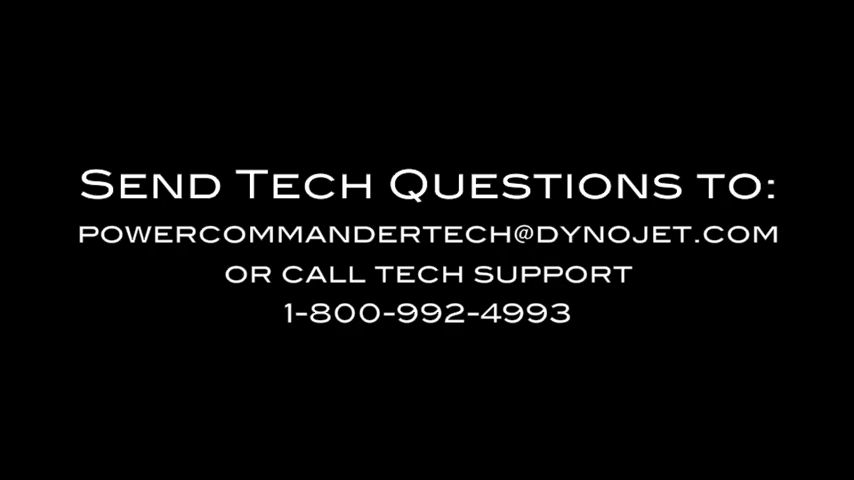 Send Tech Questions to:
powercommandertech@dynojet.com
or call tech support
1-800-992-4993